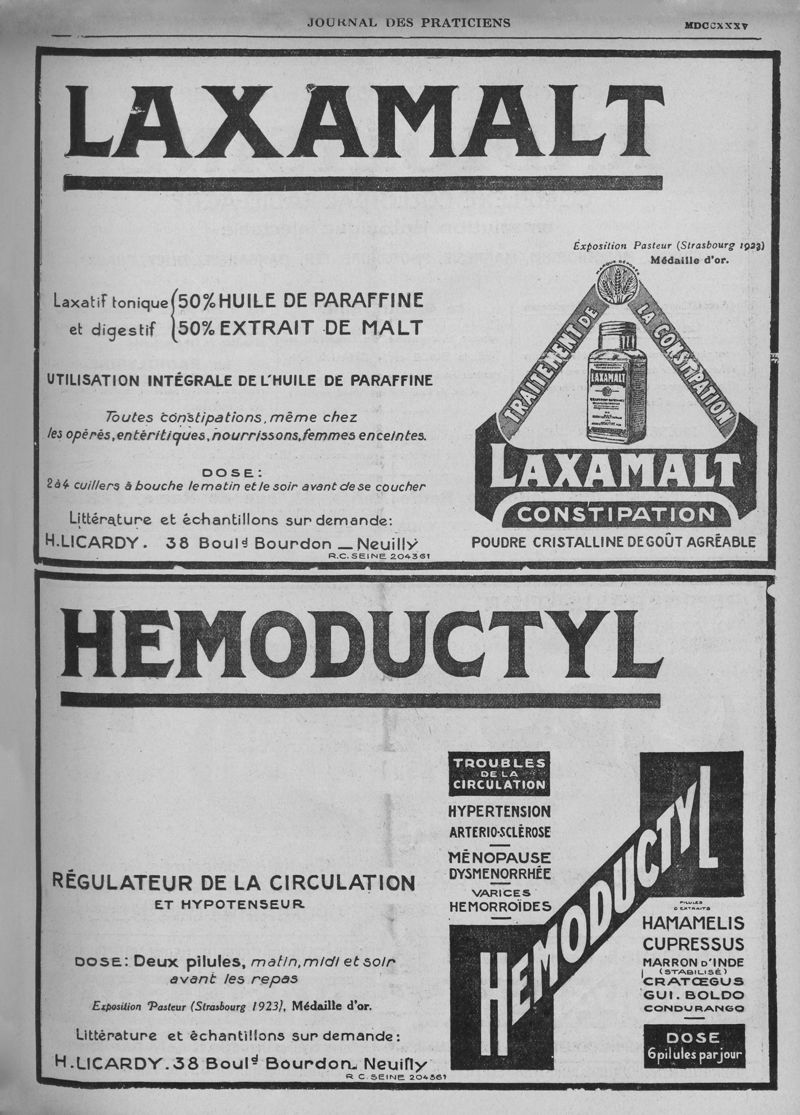 JOURNAL DES PRATICIENS
MDCCXXXV
LAXAMALT
Exposition Pasteur (Strasbourg 1923)
Médaille d'or.
Laxatif tonique
et digestif
50% HUILE DE PARAFFINE
50% EXTRAIT DE MALT
UTILISATION INTÉGRALE DE L'HUILE DE PARAFFINE
Toutes constipations, même chez
les opérés, entéritiques, nourrissons, femmes enceintes.
DOSE:
2 à 4 cuillers à bouche le matin et le soir avant de se coucher
Littérature et échantillons sur demande:
H. LICARDY. 38 Boulᵈ Bourdon _ Neuilly
R.C. SEINE 204361
MARQUE DÉPOSÉE
TRAITEMENT DE
LA CONSTIPATION
LAXAMALT
LAXAMALT
CONSTIPATION
POUDRE CRISTALLINE DE GOÛT AGRÉABLE
HEMODUCTYL
RÉGULATEUR DE LA CIRCULATION
ET HYPOTENSEUR
DOSE: Deux pilules, matin, midi et soir
avant les repas
Exposition Pasteur (Strasbourg 1923), Médaille d'or.
Littérature et échantillons sur demande:
H. LICARDY. 38 Boulᵈ Bourdon_ Neuilly
R C. SEINE 204361
TROUBLES
DE LA
CIRCULATION
HYPERTENSION
ARTERIO-SCLÉROSE
MÉNOPAUSE
DYSMENORRHÉE
VARICES
HEMORROÏDES
HEMODUCTYL
PILULES
D'EXTRAITS
HAMAMELIS
CUPRESSUS
MARRON D'INDE
(STABILISÉ)
CRATŒGUS
GUI. BOLDO
CONDURANGO
DOSE
6 pilules par jour